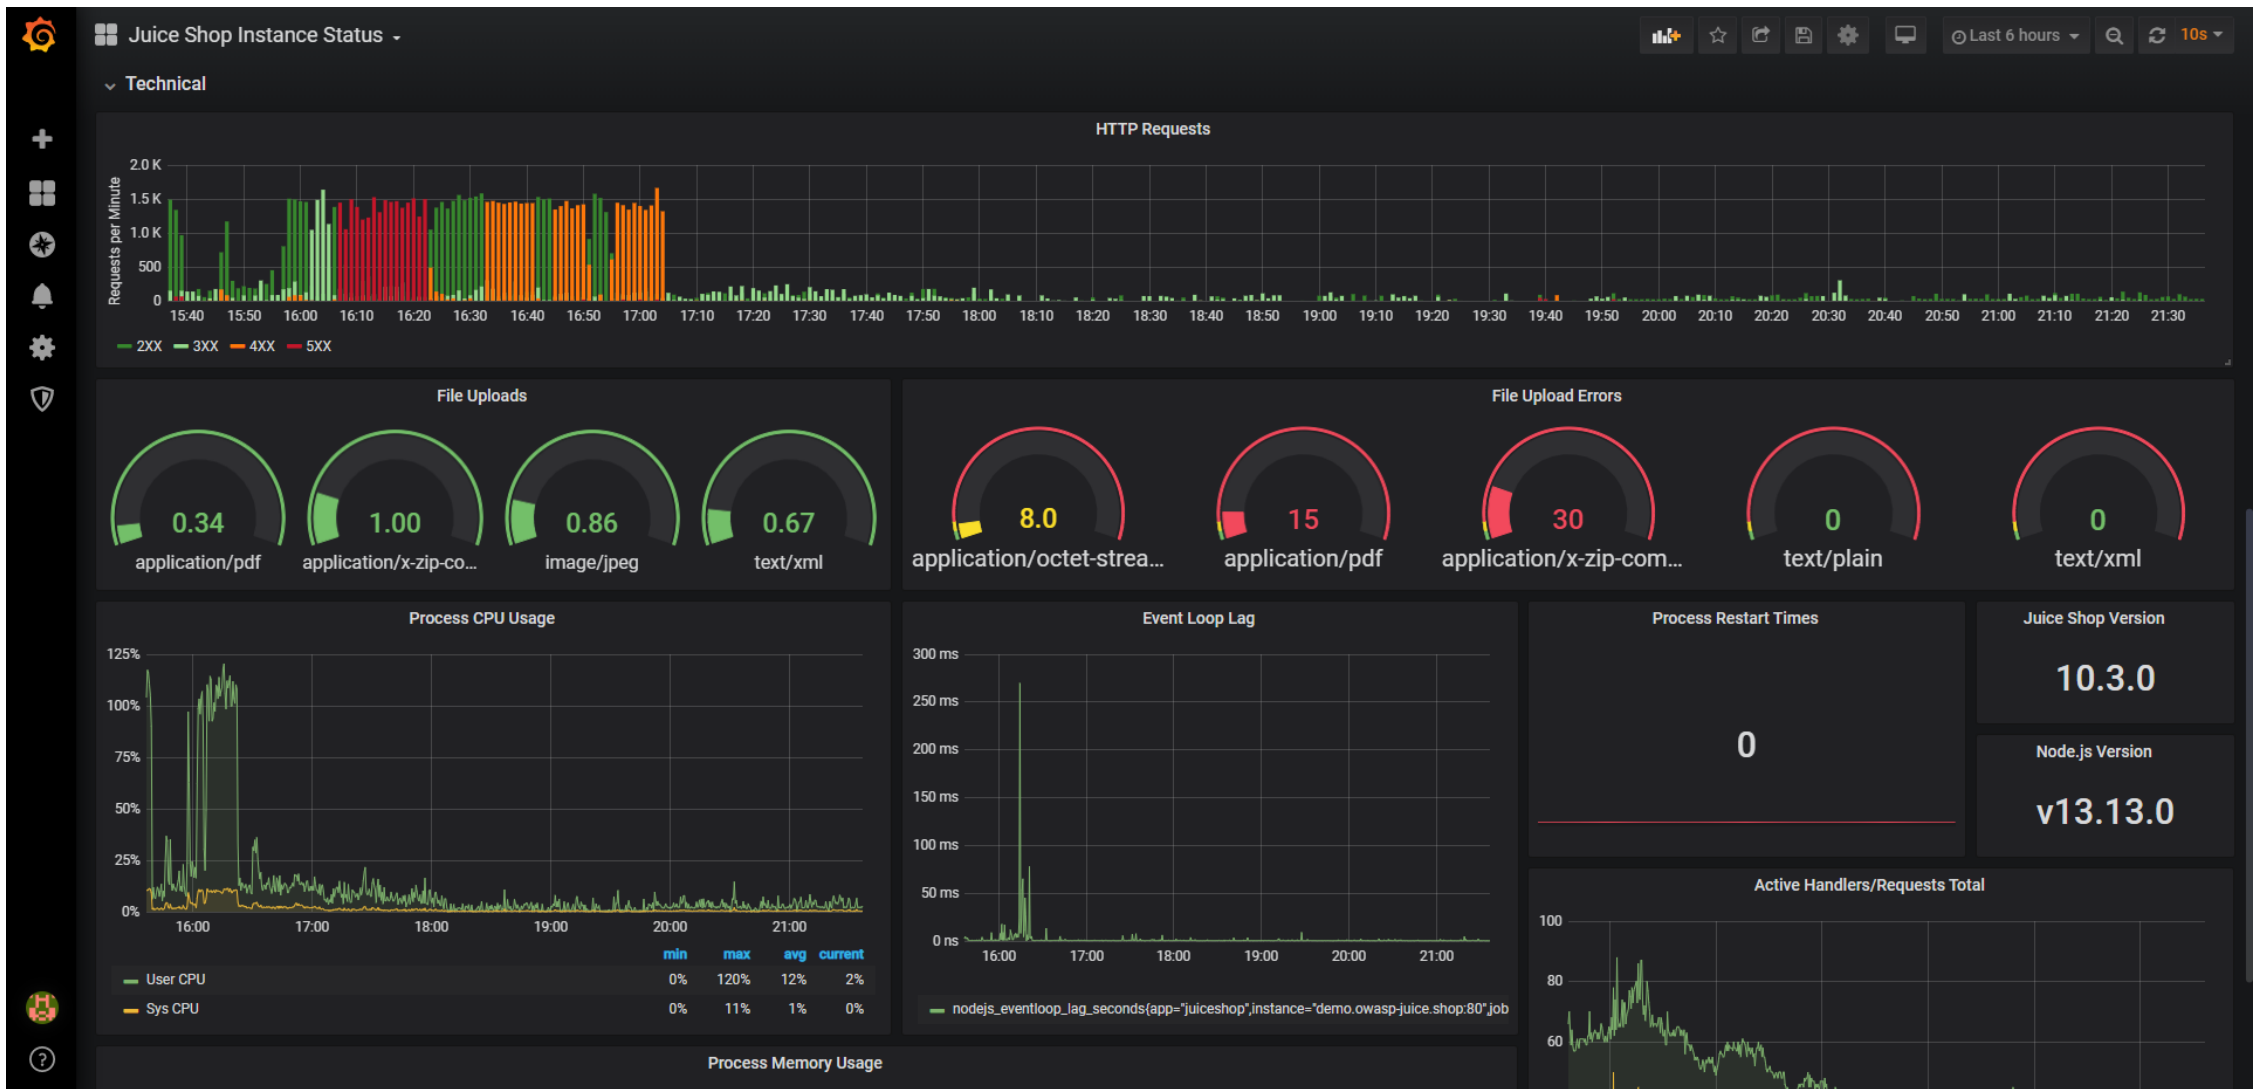 Juice Shop Instance Status
Last 6 hours
10s
Technical
HTTP Requests
Requests per Minute
2.0 K
1.5 K
1.0 K
500
0
15:40 15:50 16:00 16:10 16:20 16:30 16:40 16:50 17:00 17:10 17:20 17:30 17:40 17:50 18:00 18:10 18:20 18:30 18:40 18:50 19:00 19:10 19:20 19:30 19:40 19:50 20:00 20:10 20:20 20:30 20:40 20:50 21:00 21:10 21:20 21:30
2XX 3XX 4XX 5XX
File Uploads
0.34 1.00 0.86 0.67
application/pdf application/x-zip-co... image/jpeg text/xml
File Upload Errors
8.0 15 30 0 0
application/octet-strea... application/pdf application/x-zip-com... text/plain text/xml
Process CPU Usage
125%
100%
75%
50%
25%
0%
16:00 17:00 18:00 19:00 20:00 21:00
min max avg current
User CPU 0% 120% 12% 2%
Sys CPU 0% 11% 1% 0%
Event Loop Lag
300 ms
250 ms
200 ms
150 ms
100 ms
50 ms
0 ns
16:00 17:00 18:00 19:00 20:00 21:00
nodejs_eventloop_lag_seconds{app="juiceshop",instance="demo.owasp-juice.shop:80",job
Process Restart Times
0
Juice Shop Version
10.3.0
Node.js Version
v13.13.0
Active Handlers/Requests Total
100
80
60
Process Memory Usage